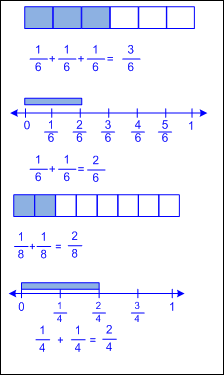 1/6 + 1/6 + 1/6 = 3/6
0 1/6 2/6 3/6 4/6 5/6 1
1/6 + 1/6 = 2/6
1/8 + 1/8 = 2/8
0 1/4 2/4 3/4 1
1/4 + 1/4 = 2/4